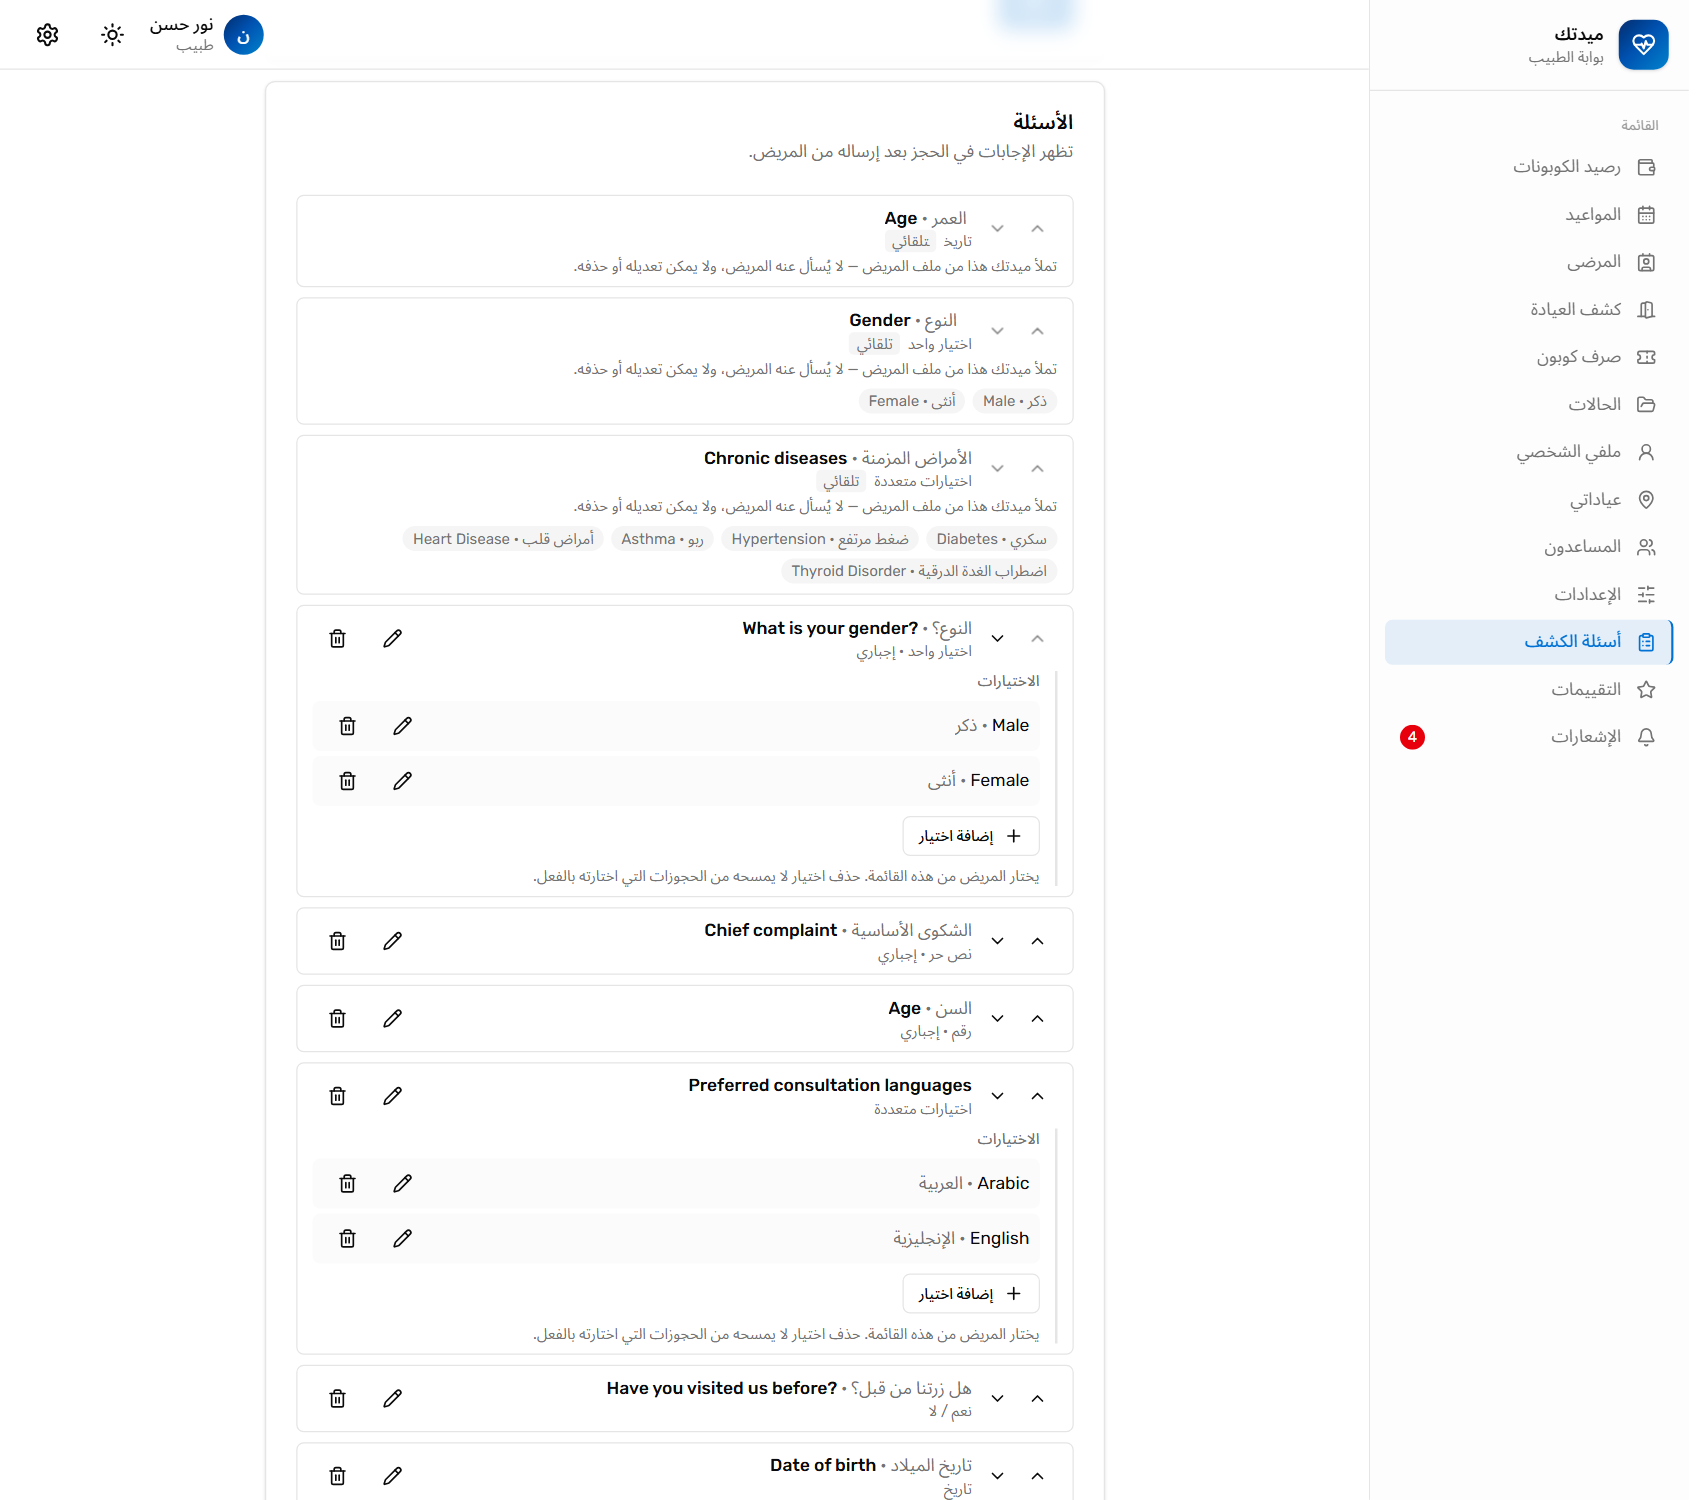 ميدتك
بوابة الطبيب
القائمة
رصيد الكوبونات
المواعيد
المرضى
كشف العيادة
صرف كوبون
الحالات
ملفي الشخصي
عياداتي
المساعدون
الإعدادات
أسئلة الكشف
التقييمات
الإشعارات
4
ن
نور حسن
طبيب
الأسئلة
تظهر الإجابات في الحجز بعد إرساله من المريض.
Age • العمر
تاريخ تلقائي
تملأ ميدتك هذا من ملف المريض — لا يُسأل عنه المريض، ولا يمكن تعديله أو حذفه.
Gender • النوع
اختيار واحد تلقائي
تملأ ميدتك هذا من ملف المريض — لا يُسأل عنه المريض، ولا يمكن تعديله أو حذفه.
ذكر • Male
أنثى • Female
Chronic diseases • الأمراض المزمنة
اختيارات متعددة تلقائي
تملأ ميدتك هذا من ملف المريض — لا يُسأل عنه المريض، ولا يمكن تعديله أو حذفه.
سكري • Diabetes
ضغط مرتفع • Hypertension
ربو • Asthma
أمراض قلب • Heart Disease
اضطراب الغدة الدرقية • Thyroid Disorder
What is your gender? • النوع؟
اختيار واحد • إجباري
الاختيارات
Male • ذكر
Female • أنثى
إضافة اختيار
يختار المريض من هذه القائمة. حذف اختيار لا يمسحه من الحجوزات التي اختارته بالفعل.
Chief complaint • الشكوى الأساسية
نص حر • إجباري
Age • السن
رقم • إجباري
Preferred consultation languages
اختيارات متعددة
الاختيارات
Arabic • العربية
English • الإنجليزية
إضافة اختيار
يختار المريض من هذه القائمة. حذف اختيار لا يمسحه من الحجوزات التي اختارته بالفعل.
Have you visited us before? • هل زرتنا من قبل؟
نعم / لا
Date of birth • تاريخ الميلاد
تاريخ